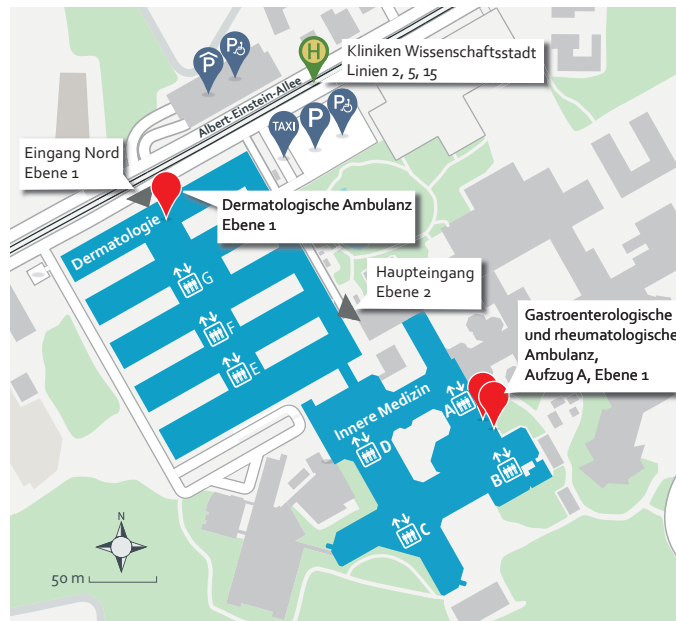 P
P
H
Kliniken Wissenschaftsstadt
Linien 2, 5, 15
Albert-Einstein-Allee
TAXI
P
P
Eingang Nord
Ebene 1
Dermatologische Ambulanz
Ebene 1
Dermatologie
G
Haupteingang
Ebene 2
F
E
Gastroenterologische
und rheumatologische
Ambulanz,
Aufzug A, Ebene 1
Innere Medizin
A
D
B
C
N
50 m